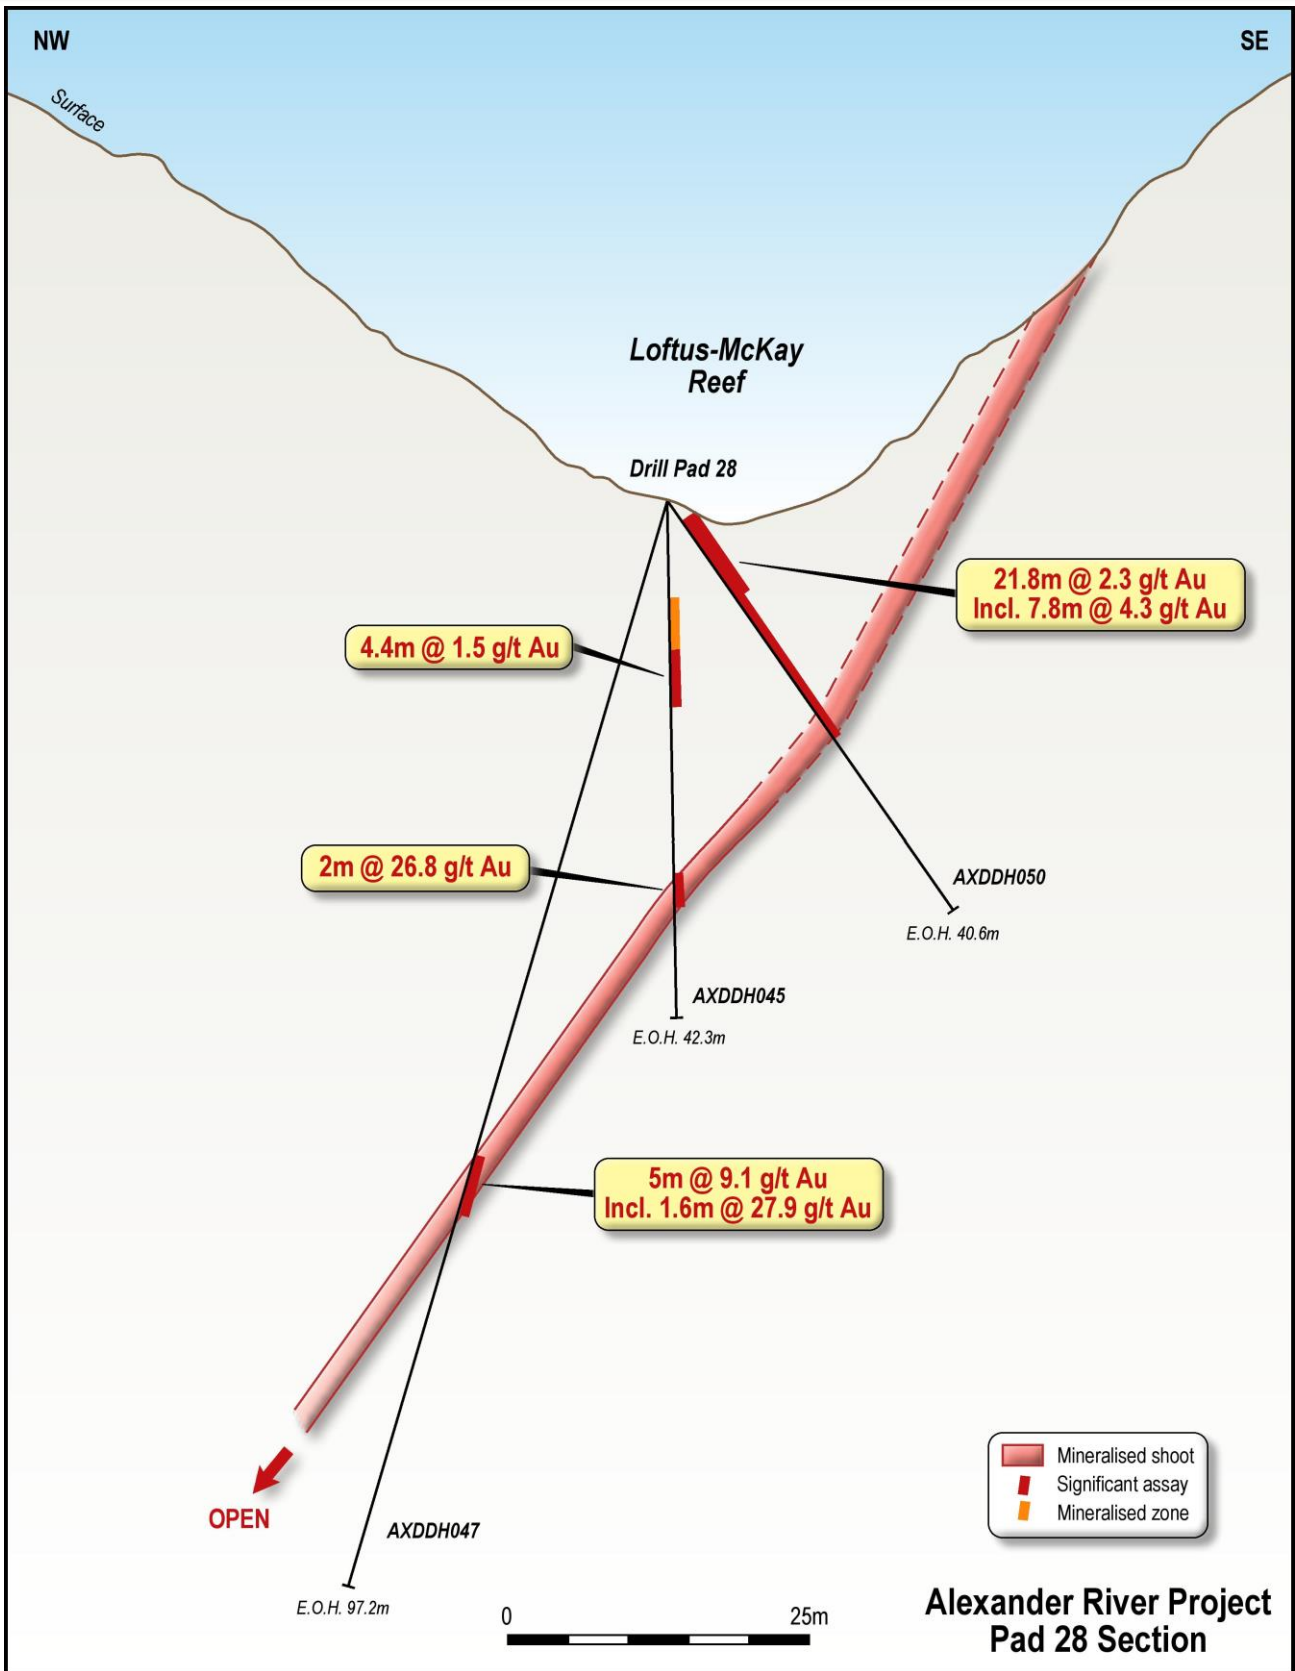 NW
SE
Surface
Loftus-McKay
Reef
Drill Pad 28
21.8m @ 2.3 g/t Au
Incl. 7.8m @ 4.3 g/t Au
4.4m @ 1.5 g/t Au
2m @ 26.8 g/t Au
AXDDH050
E.O.H. 40.6m
AXDDH045
E.O.H. 42.3m
5m @ 9.1 g/t Au
Incl. 1.6m @ 27.9 g/t Au
OPEN
AXDDH047
E.O.H. 97.2m
Mineralised shoot
Significant assay
Mineralised zone
0
25m
Alexander River Project
Pad 28 Section